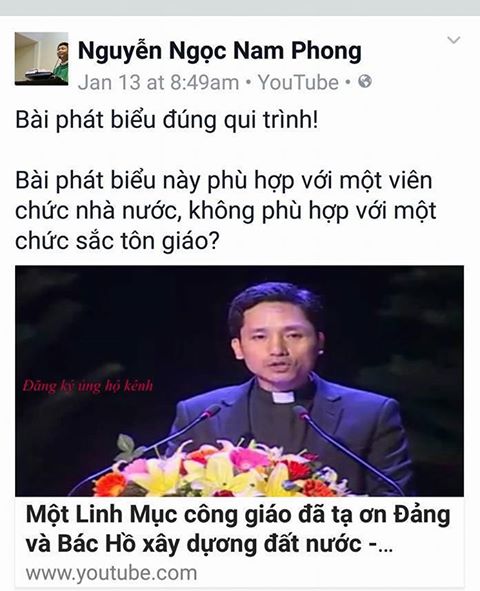 Nguyễn Ngọc Nam Phong
Jan 13 at 8:49am • YouTube •
Bài phát biểu đúng qui trình!
Bài phát biểu này phù hợp với một viên
chức nhà nước, không phù hợp với một
chức sắc tôn giáo?
Đăng ký ủng hộ kênh
Một Linh Mục công giáo đã tạ ơn Đảng
và Bác Hồ xây dựơng đất nước -...
www.youtube.com